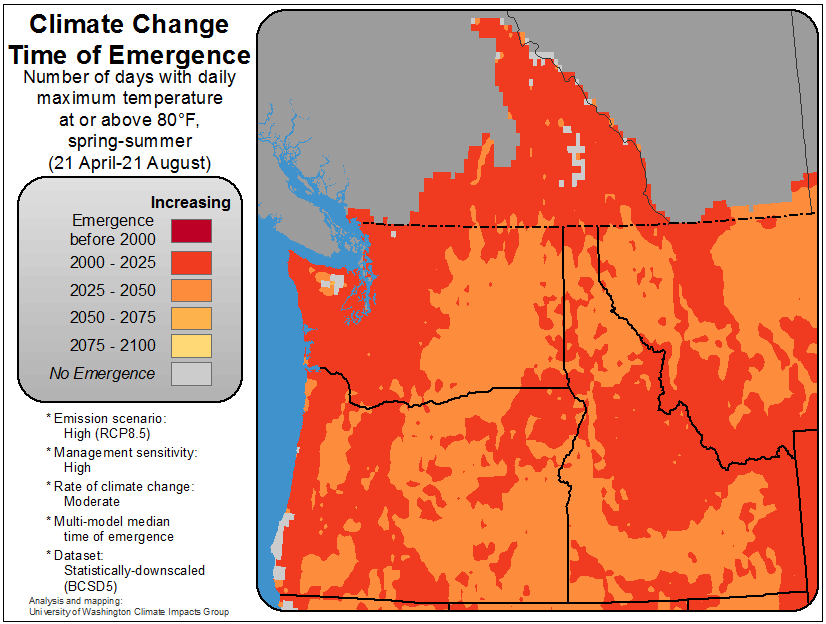 Climate Change
Time of Emergence
Number of days with daily
maximum temperature
at or above 80°F,
spring-summer
(21 April-21 August)
Increasing
Emergence
before 2000
2000 - 2025
2025 - 2050
2050 - 2075
2075 - 2100
No Emergence
* Emission scenario:
High (RCP8.5)
* Management sensitivity:
High
* Rate of climate change:
Moderate
* Multi-model median
time of emergence
* Dataset:
Statistically-downscaled
(BCSD5)
Analysis and mapping:
University of Washington Climate Impacts Group